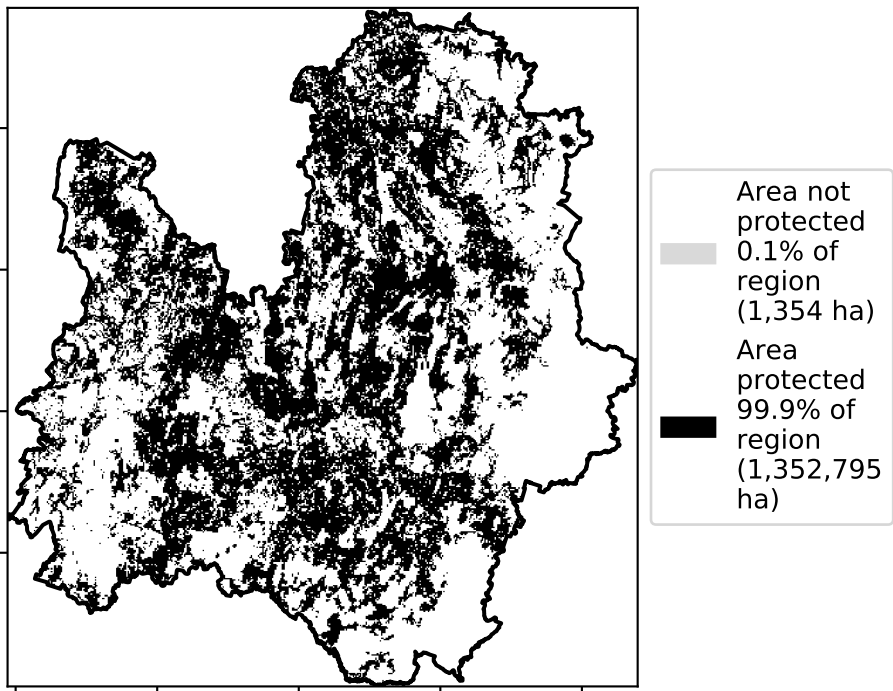 Area not
protected
0.1% of
region
(1,354 ha)
Area
protected
99.9% of
region
(1,352,795
ha)